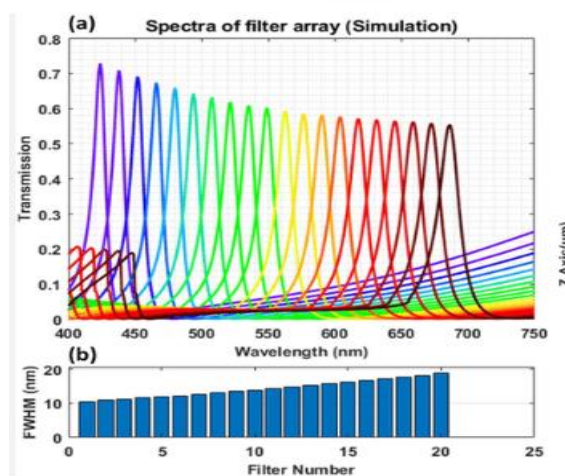 (a) Spectra of filter array (Simulation)
0.8
0.7
0.6
0.5
0.4
0.3
0.2
0.1
0
Transmission
400 450 500 550 600 650 700 750
Wavelength (nm)
Z Axis(μm)
(b)
20
10
0
FWHM (nm)
0 5 10 15 20 25
Filter Number